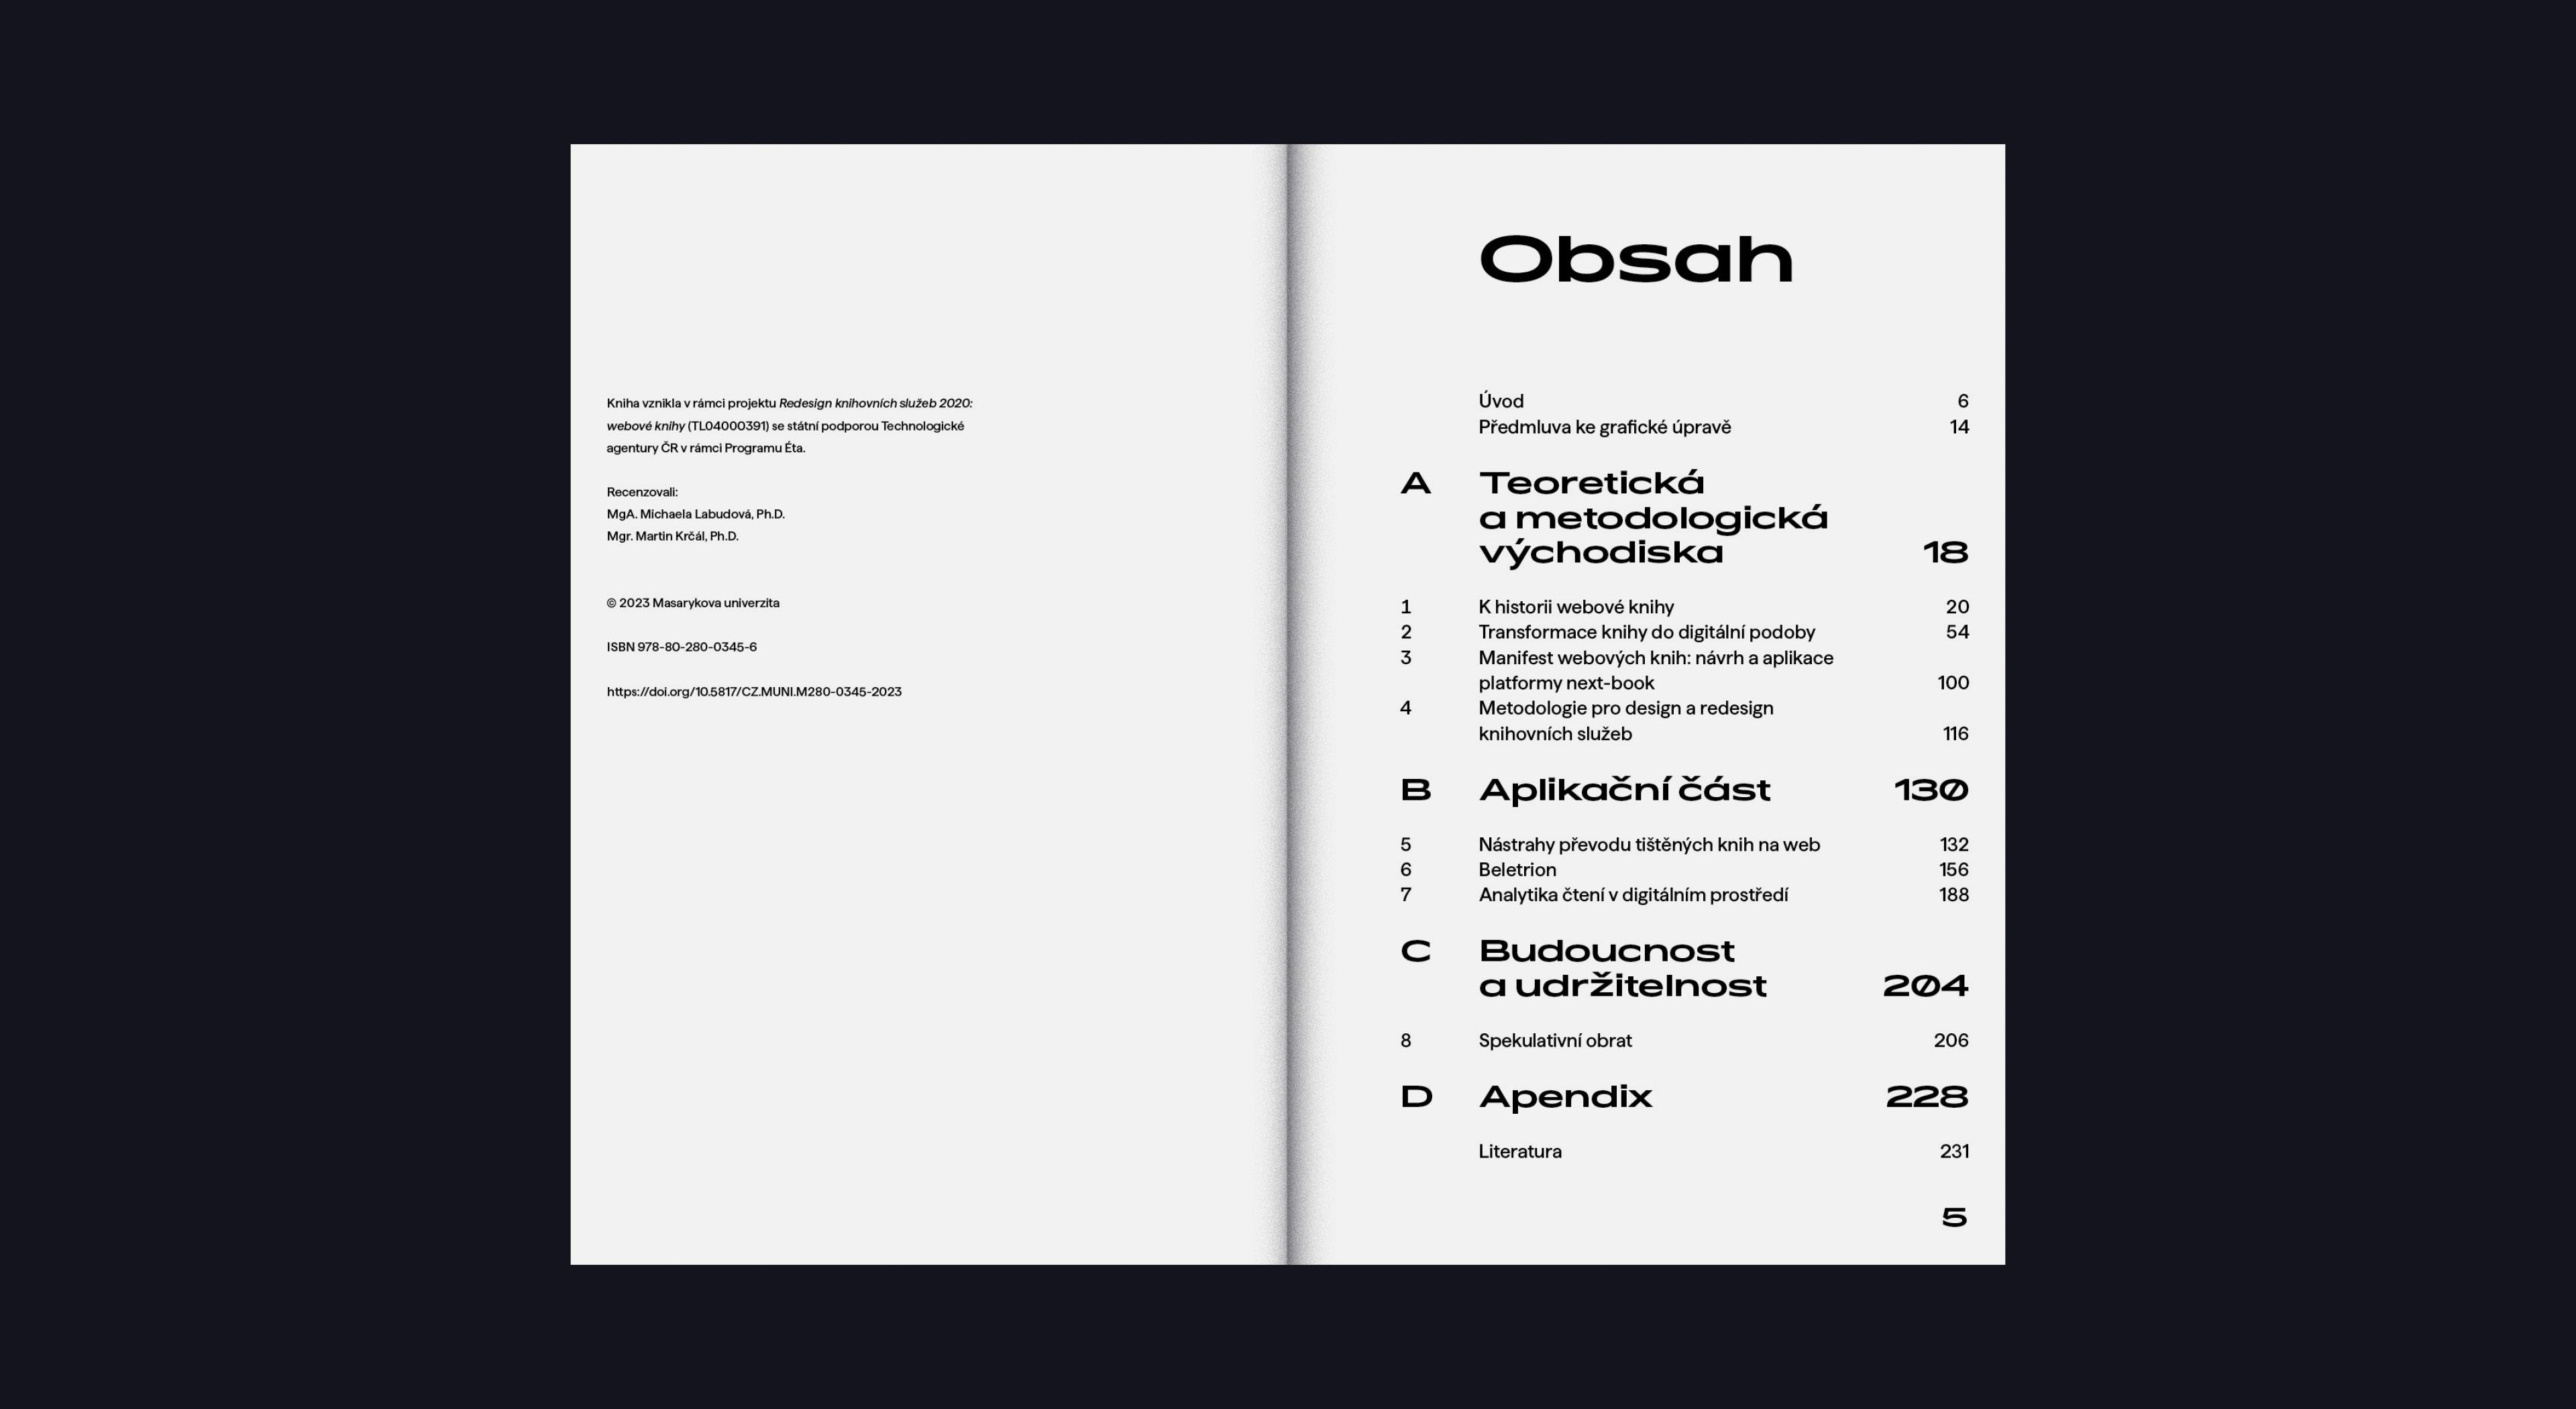 Kniha vznikla v rámci projektu Redesign knihovních služeb 2020:
webové knihy (TL04000391) se státní podporou Technologické
agentury ČR v rámci Programu Éta.
Recenzovali:
MgA. Michaela Labudová, Ph.D.
Mgr. Martin Krčál, Ph.D.
© 2023 Masarykova univerzita
ISBN 978-80-280-0345-6
https://doi.org/10.5817/CZ.MUNI.M280-0345-2023
Obsah
Úvod 6
Předmluva ke grafické úpravě 14
A Teoretická
a metodologická
východiska 18
1 K historii webové knihy 20
2 Transformace knihy do digitální podoby 54
3 Manifest webových knih: návrh a aplikace
platformy next-book 100
4 Metodologie pro design a redesign
knihovních služeb 116
B Aplikační část 130
5 Nástrahy převodu tištěných knih na web 132
6 Beletrion 156
7 Analytika čtení v digitálním prostředí 188
C Budoucnost
a udržitelnost 204
8 Spekulativní obrat 206
D Apendix 228
Literatura 231
5